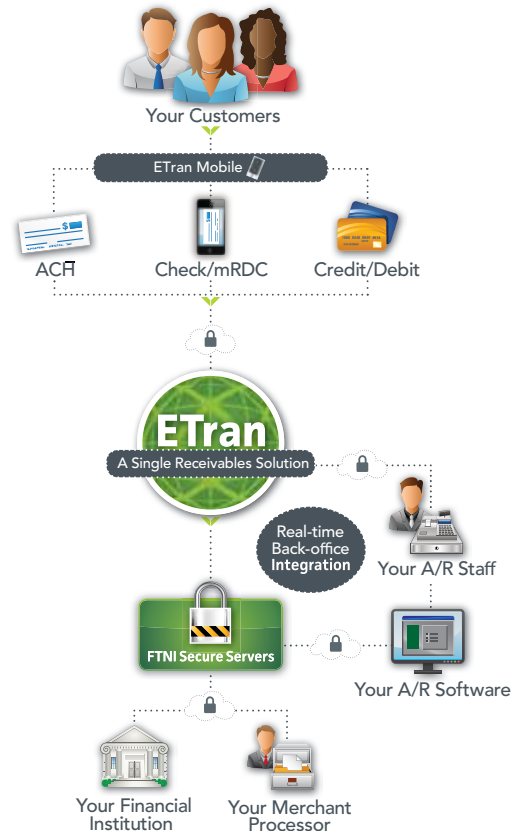 Your Customers
ETran Mobile
$
ACH
Check/mRDC
Credit/Debit
ETran
A Single Receivables Solution
Real-time
Back-office
Integration
Your A/R Staff
FTNI Secure Servers
Your A/R Software
Your Financial
Institution
Your Merchant
Processor